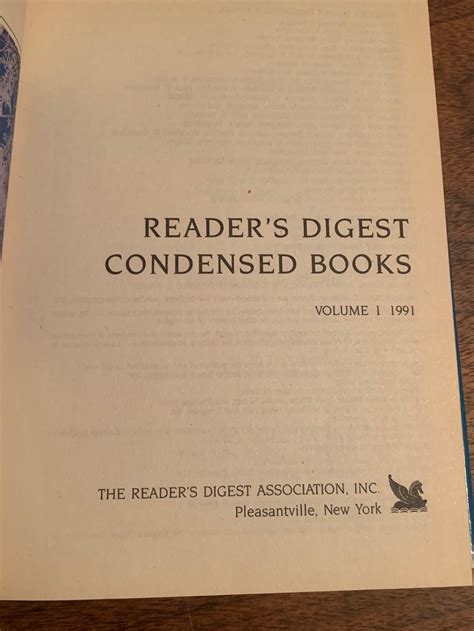 READER'S DIGEST
CONDENSED BOOKS
VOLUME 1 1991
THE READER'S DIGEST ASSOCIATION, INC.
Pleasantville, New York